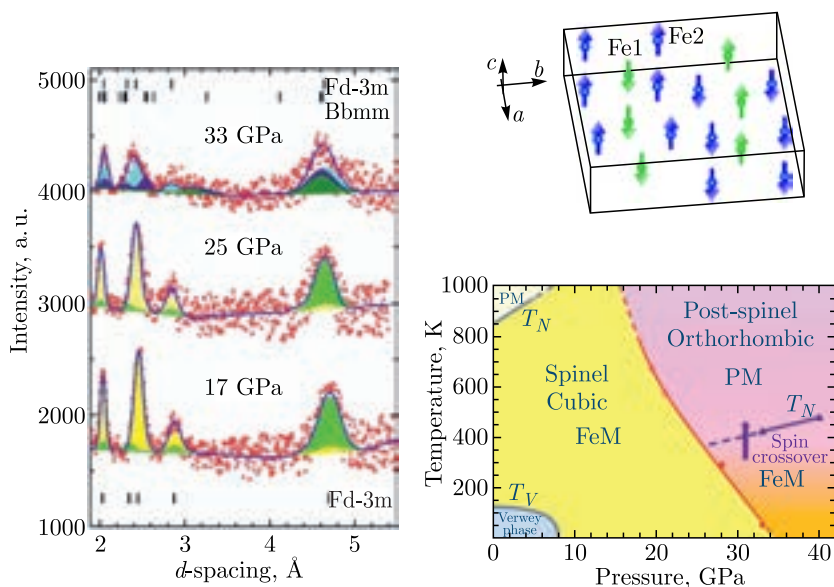 5100
Fd-3m
Bbmm
33 GPa
4000
25 GPa
3000
17 GPa
2000
Fd-3m
1000
2
3
4
5
Intensity, a. u.
d-spacing, Å
Fe1
Fe2
c
b
a
1000
800
600
400
200
0
10
20
30
40
Temperature, K
Pressure, GPa
PM
T_N
Spinel
Cubic
FeM
T_V
Verwey
phase
Post-spinel
Orthorhombic
PM
T_N
Spin
crossover
FeM